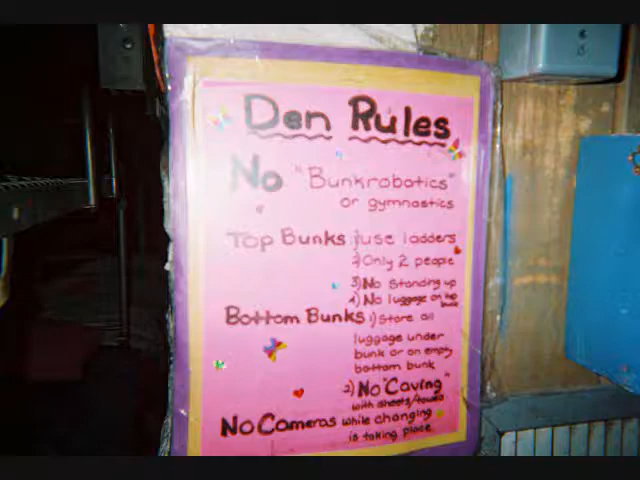 Den Rules
No "Bunkrobatics"
or gymnastics
Top Bunks 1) use ladders
2) Only 2 people
3) No standing up
4) No luggage on top bunk
Bottom Bunks 1) Store all
luggage under
bunk or on empty
bottom bunk
2) No "Caving"
with sheets/towels
No Cameras while changing
is taking place